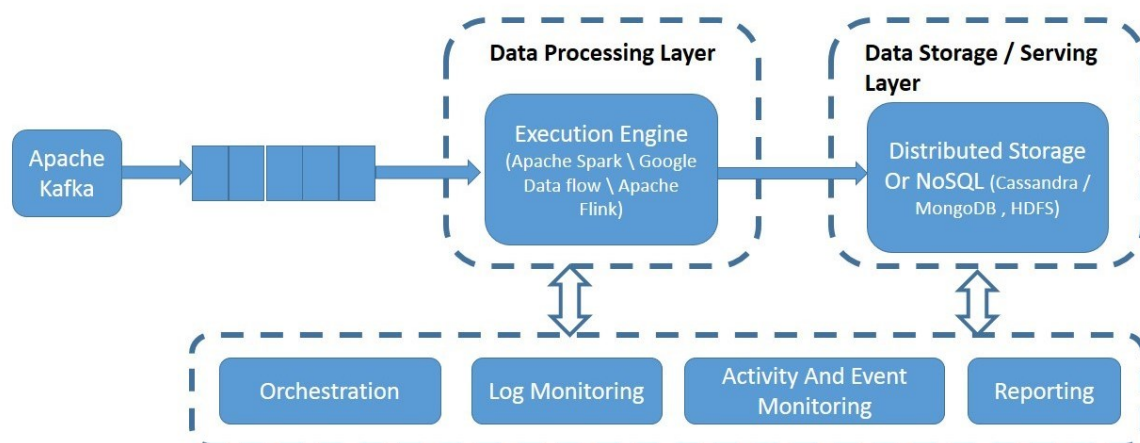 Data Processing Layer
Data Storage / Serving
Layer
Apache
Kafka
Execution Engine
(Apache Spark \ Google
Data flow \ Apache
Flink)
Distributed Storage
Or NoSQL (Cassandra /
MongoDB , HDFS)
Orchestration
Log Monitoring
Activity And Event
Monitoring
Reporting